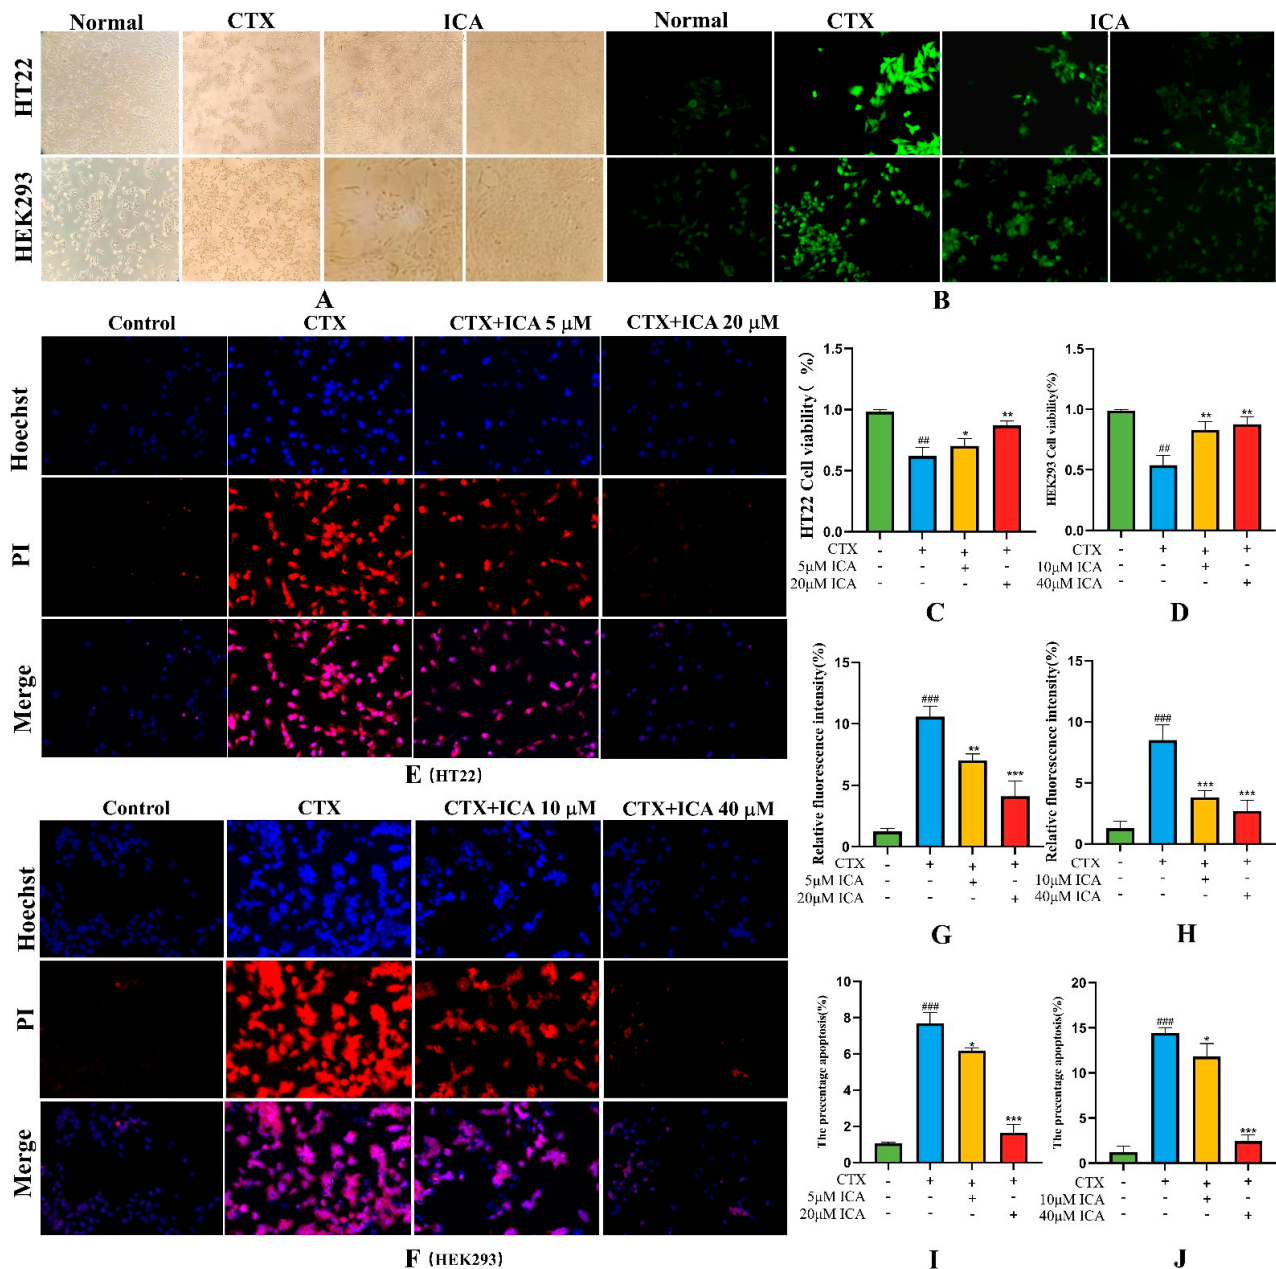 Normal CTX ICA
HT22
HEK293
A
Normal CTX ICA
B
Control CTX CTX+ICA 5 μM CTX+ICA 20 μM
Hoechst
PI
Merge
E (HT22)
Control CTX CTX+ICA 10 μM CTX+ICA 40 μM
Hoechst
PI
Merge
F (HEK293)
HT22 Cell viability( %)
1.5
1.0
0.5
0.0
## * **
CTX - + + +
5μM ICA - - + -
20μM ICA - - - +
C
HEK293 Cell viability(%)
1.5
1.0
0.5
0.0
## ** **
CTX - + + +
10μM ICA - - + -
40μM ICA - - - +
D
Relative fluorescence intensity(%)
15
10
5
0
### ** ***
CTX - + + +
5μM ICA - - + -
20μM ICA - - - +
G
Relative fluorescence intensity(%)
15
10
5
0
### *** ***
CTX - + + +
10μM ICA - - + -
40μM ICA - - - +
H
The precentage apoptosis(%)
10
8
6
4
2
0
### * ***
CTX - + + +
5μM ICA - - + -
20μM ICA - - - +
I
The precentage apoptosis(%)
20
15
10
5
0
### * ***
CTX - + + +
10μM ICA - - + -
40μM ICA - - - +
J